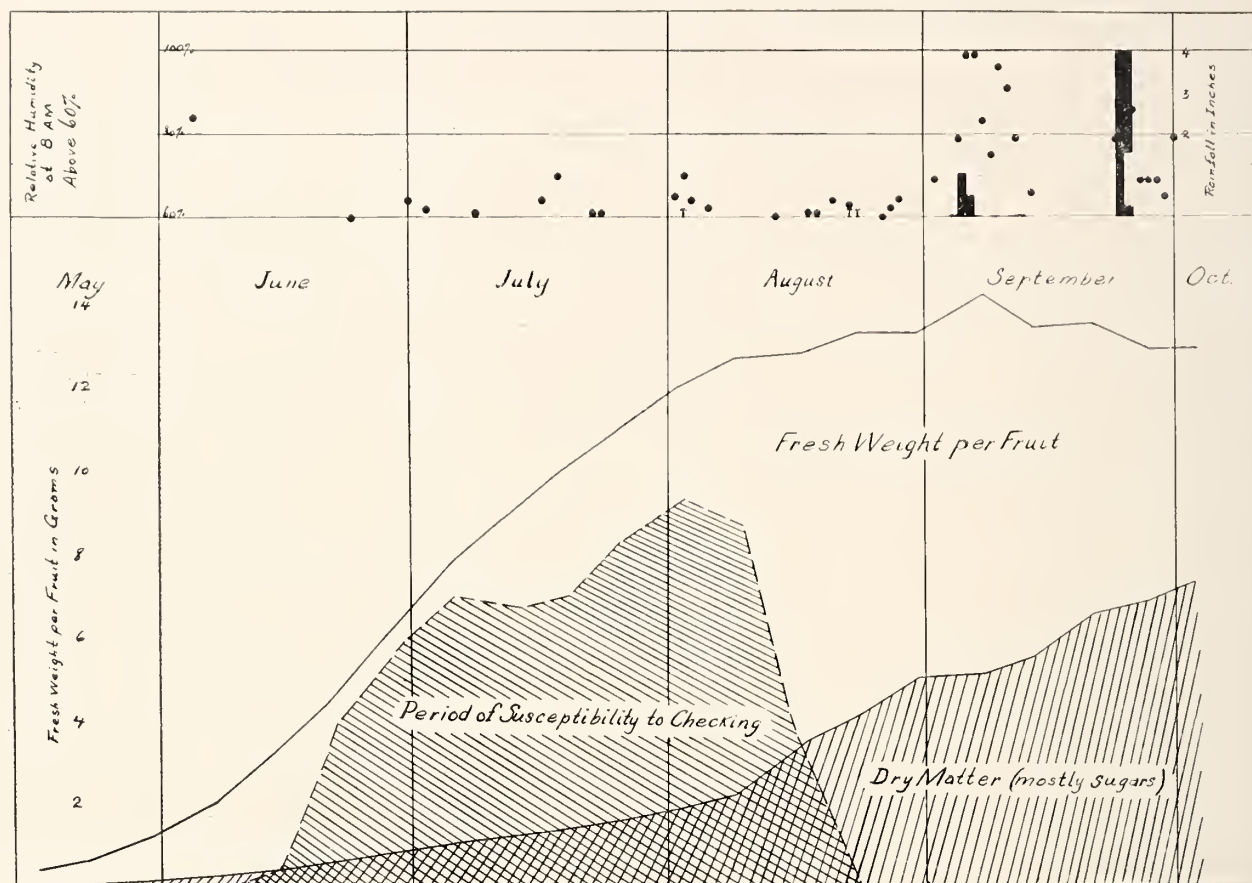 Relative Humidity
at 8 AM
Above 60%
100%
80%
60%
4
3
2
Rainfall in Inches
T
T
May
June
July
August
September
Oct.
14
12
10
8
6
4
2
Fresh Weight per Fruit in Grams
Fresh Weight per Fruit
Period of Susceptibility to Checking
Dry Matter (mostly sugars)